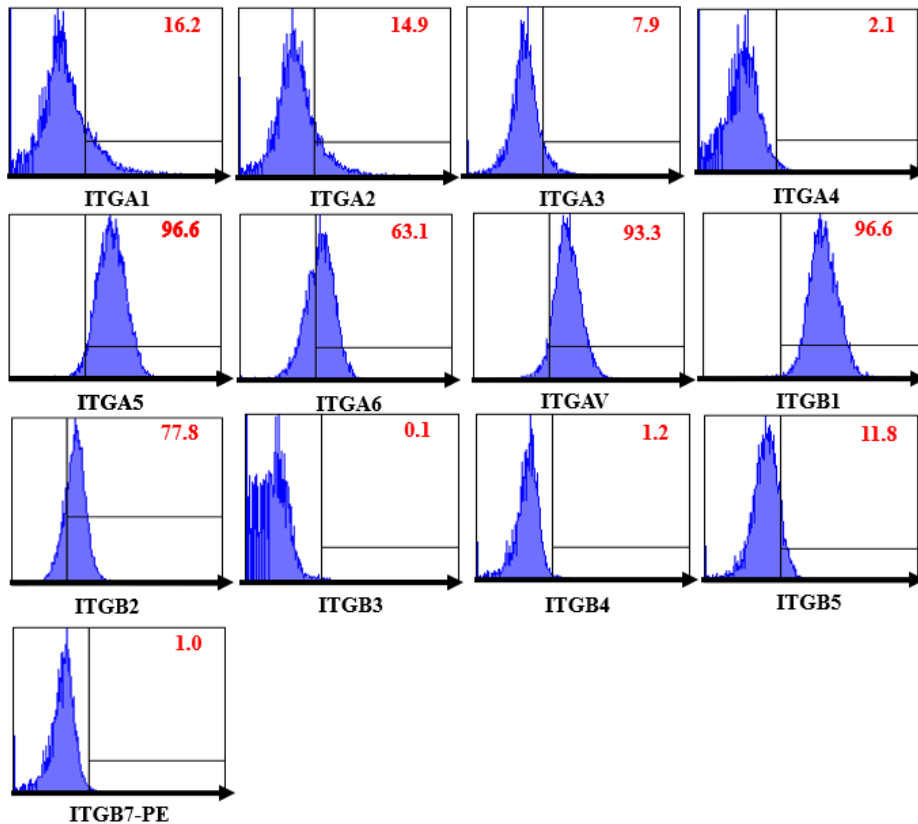 16.2 14.9 7.9 2.1
ITGA1 ITGA2 ITGA3 ITGA4
96.6 63.1 93.3 96.6
ITGA5 ITGA6 ITGAV ITGB1
77.8 0.1 1.2 11.8
ITGB2 ITGB3 ITGB4 ITGB5
1.0
ITGB7-PE